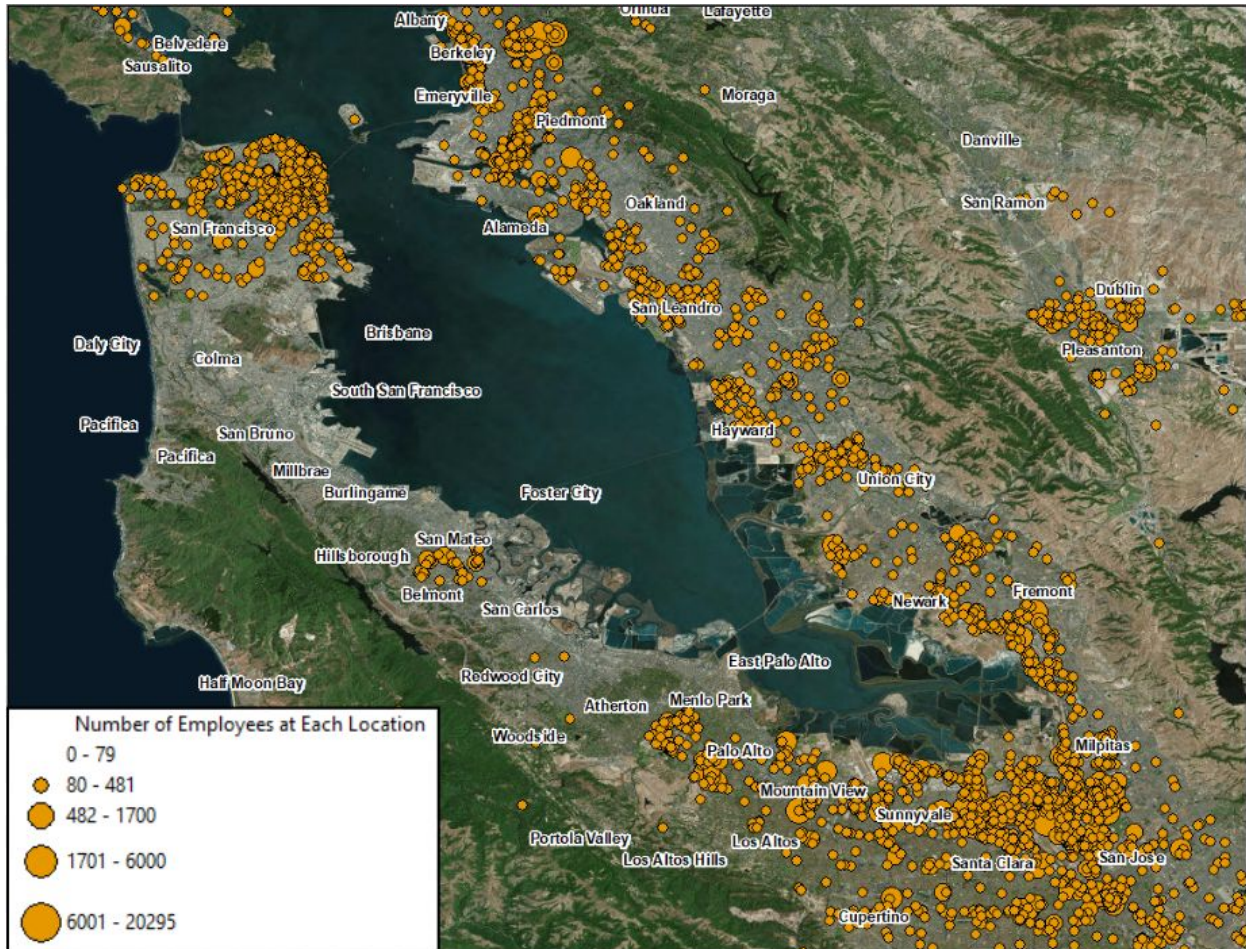 Orinda
Lafayette
Albany
Belvedere
Berkeley
Sausalito
Emeryville
Moraga
Piedmont
Danville
San Ramon
Oakland
San Francisco
Alameda
Dublin
San Leandro
Brisbane
Daly City
Pleasanton
Colma
South San Francisco
Pacifica
Hayward
San Bruno
Pacifica
Millbrae
Union City
Burlingame
Foster City
San Mateo
Hillsborough
Belmont
Fremont
Newark
San Carlos
East Palo Alto
Redwood City
Half Moon Bay
Menlo Park
Atherton
Woodside
Palo Alto
Milpitas
Mountain View
Sunnyvale
Portola Valley
Los Altos
Los Altos Hills
Santa Clara
San Jose
Cupertino
Number of Employees at Each Location
0 - 79
80 - 481
482 - 1700
1701 - 6000
6001 - 20295